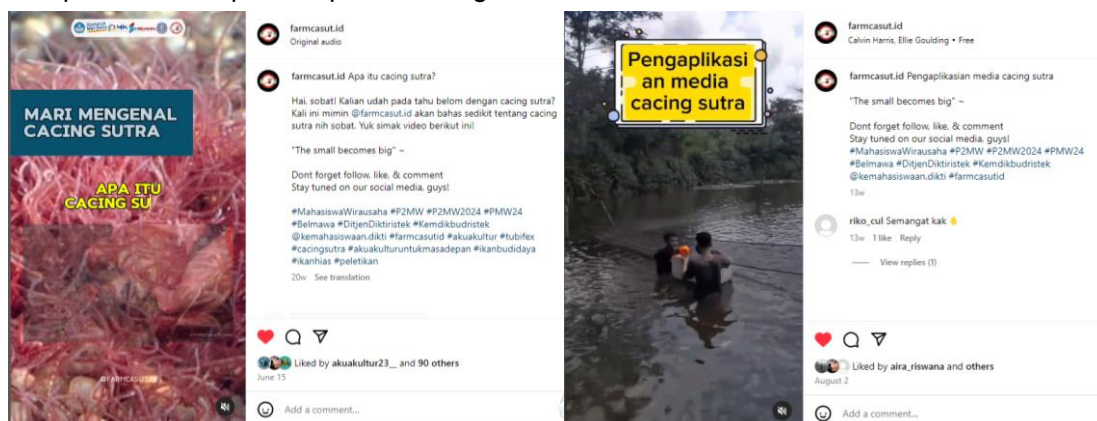 MARI MENGENAL
CACING SUTRA
APA ITU
CACING SU
@FARMCASUT.ID
farmcasut.id
Original audio
farmcasut.id Apa itu cacing sutra?
Hai, sobat! Kalian udah pada tahu belom dengan cacing sutra?
Kali ini mimin @farmcasut.id akan bahas sedikit tentang cacing
sutra nih sobat. Yuk simak video berikut ini!
"The small becomes big" ~
Dont forget follow, like, & comment
Stay tuned on our social media, guys!
#MahasiswaWirausaha #P2MW #P2MW2024 #PMW24
#Belmawa #DitjenDiktiristek #Kemdikbudristek
@kemahasiswaan.dikti #farmcasutid #akuakultur #tubifex
#cacingsutra #akuakulturuntukmasadepan #ikanbudidaya
#ikanhias #peletikan
20w See translation
Liked by akuakultur23_ and 90 others
June 15
Add a comment...
Pengaplikasi
an media
cacing sutra
farmcasut.id
Calvin Harris, Ellie Goulding • Free
farmcasut.id Pengaplikasian media cacing sutra
"The small becomes big" ~
Dont forget follow, like, & comment
Stay tuned on our social media, guys!
#MahasiswaWirausaha #P2MW #P2MW2024 #PMW24
#Belmawa #DitjenDiktiristek #Kemdikbudristek
@kemahasiswaan.dikti #farmcasutid
13w
riko_cul Semangat kak
13w 1 like Reply
View replies (1)
Liked by aira_riswana and others
August 2
Add a comment...